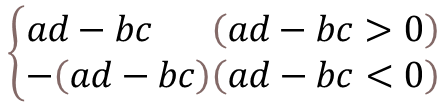 ad − bc (ad − bc > 0)
−(ad − bc)(ad − bc < 0)